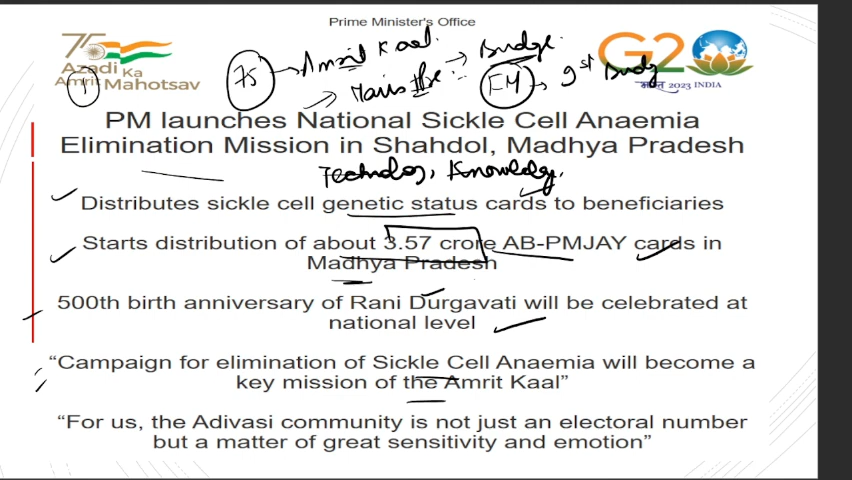 Prime Minister's Office
75
Azadi Ka
Amrit Mahotsav
G20
भारत 2023 INDIA
1
75 Amrit Kaal.
Budge
FM
PM launches National Sickle Cell Anaemia
Elimination Mission in Shahdol, Madhya Pradesh
Knowledge.
Distributes sickle cell genetic status cards to beneficiaries
Starts distribution of about 3.57 crore AB-PMJAY cards in
Madhya Pradesh
500th birth anniversary of Rani Durgavati will be celebrated at
national level
“Campaign for elimination of Sickle Cell Anaemia will become a
key mission of the Amrit Kaal”
“For us, the Adivasi community is not just an electoral number
but a matter of great sensitivity and emotion”